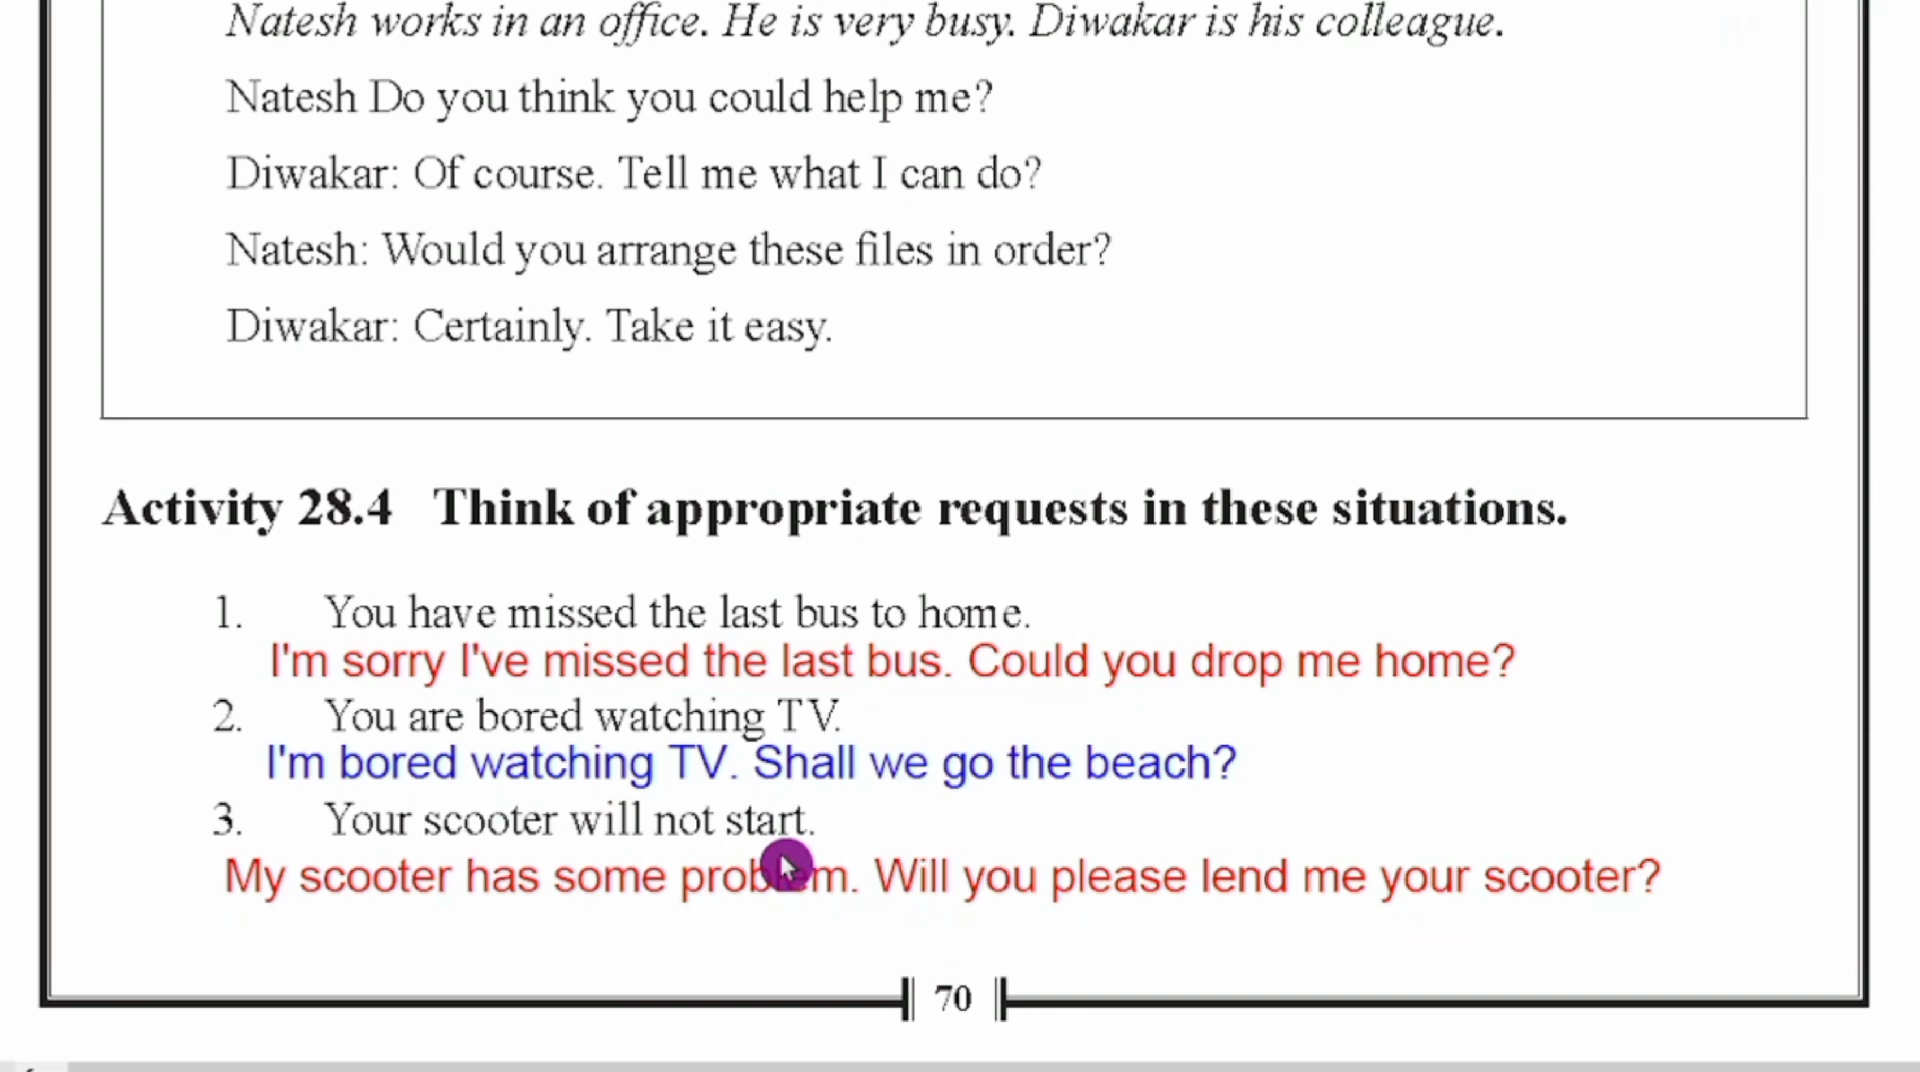 Natesh works in an office. He is very busy. Diwakar is his colleague.
Natesh Do you think you could help me?
Diwakar: Of course. Tell me what I can do?
Natesh: Would you arrange these files in order?
Diwakar: Certainly. Take it easy.
Activity 28.4 Think of appropriate requests in these situations.
1. You have missed the last bus to home.
I'm sorry I've missed the last bus. Could you drop me home?
2. You are bored watching TV.
I'm bored watching TV. Shall we go the beach?
3. Your scooter will not start.
My scooter has some problem. Will you please lend me your scooter?
70